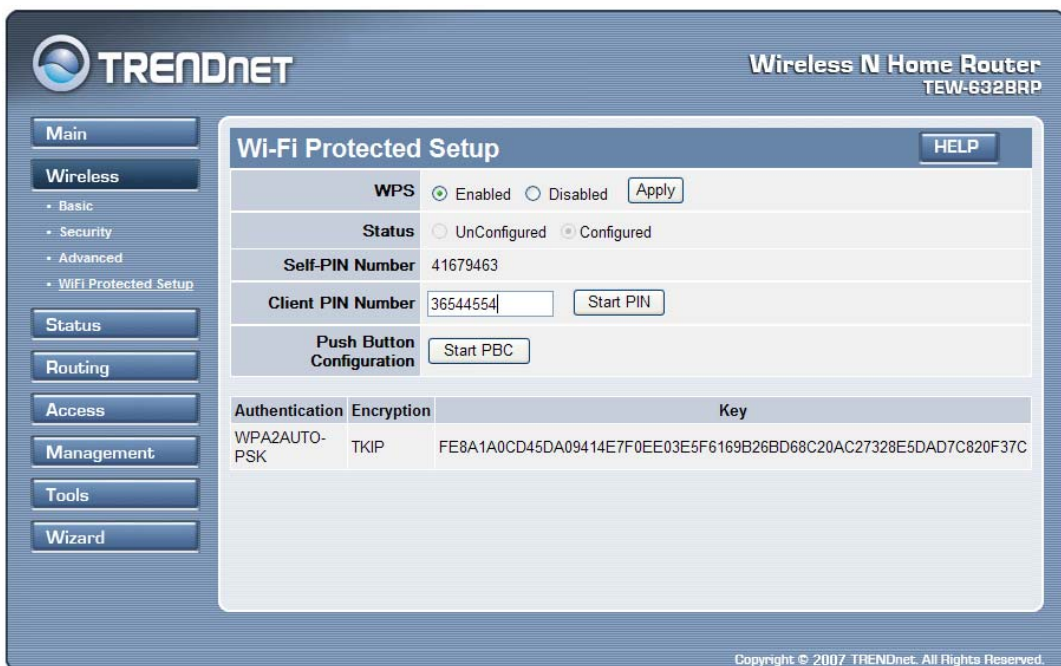 TRENDNET
Wireless N Home Router
TEW-632BRP
Main
Wireless
• Basic
• Security
• Advanced
• WiFi Protected Setup
Status
Routing
Access
Management
Tools
Wizard
Wi-Fi Protected Setup
HELP
WPS Enabled Disabled Apply
Status UnConfigured Configured
Self-PIN Number 41679463
Client PIN Number 36544554 Start PIN
Push Button
Configuration Start PBC
Authentication Encryption Key
WPA2AUTO-
PSK TKIP FE8A1A0CD45DA09414E7F0EE03E5F6169B26BD68C20AC27328E5DAD7C820F37C
Copyright © 2007 TRENDnet. All Rights Reserved.